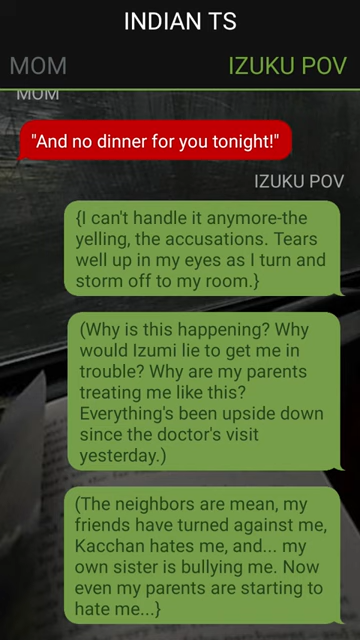 INDIAN TS
MOM IZUKU POV
MOM
"And no dinner for you tonight!"
IZUKU POV
{I can't handle it anymore-the
yelling, the accusations. Tears
well up in my eyes as I turn and
storm off to my room.}
(Why is this happening? Why
would Izumi lie to get me in
trouble? Why are my parents
treating me like this?
Everything's been upside down
since the doctor's visit
yesterday.)
(The neighbors are mean, my
friends have turned against me,
Kacchan hates me, and... my
own sister is bullying me. Now
even my parents are starting to
hate me...}